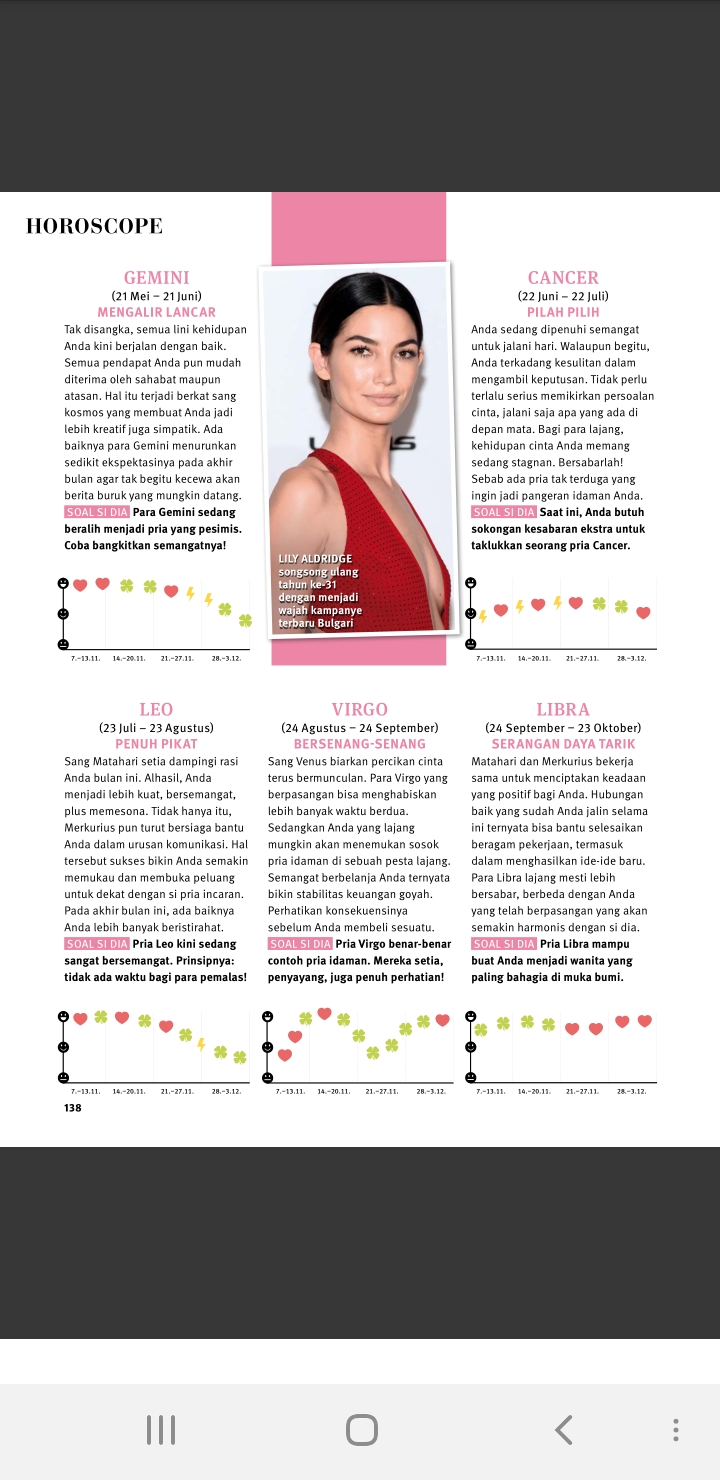 HOROSCOPE
GEMINI
(21 Mei – 21 Juni)
MENGALIR LANCAR
Tak disangka, semua lini kehidupan
Anda kini berjalan dengan baik.
Semua pendapat Anda pun mudah
diterima oleh sahabat maupun
atasan. Hal itu terjadi berkat sang
kosmos yang membuat Anda jadi
lebih kreatif juga simpatik. Ada
baiknya para Gemini menurunkan
sedikit ekspektasinya pada akhir
bulan agar tak begitu kecewa akan
berita buruk yang mungkin datang.
SOAL SI DIA Para Gemini sedang
beralih menjadi pria yang pesimis.
Coba bangkitkan semangatnya!
7.–13.11. 14.–20.11. 21.–27.11. 28.–3.12.
LILY ALDRIDGE
songsong ulang
tahun ke-31
dengan menjadi
wajah kampanye
terbaru Bulgari
CANCER
(22 Juni – 22 Juli)
PILAH PILIH
Anda sedang dipenuhi semangat
untuk jalani hari. Walaupun begitu,
Anda terkadang kesulitan dalam
mengambil keputusan. Tidak perlu
terlalu serius memikirkan persoalan
cinta, jalani saja apa yang ada di
depan mata. Bagi para lajang,
kehidupan cinta Anda memang
sedang stagnan. Bersabarlah!
Sebab ada pria tak terduga yang
ingin jadi pangeran idaman Anda.
SOAL SI DIA Saat ini, Anda butuh
sokongan kesabaran ekstra untuk
taklukkan seorang pria Cancer.
7.–13.11. 14.–20.11. 21.–27.11. 28.–3.12.
LEO
(23 Juli – 23 Agustus)
PENUH PIKAT
Sang Matahari setia dampingi rasi
Anda bulan ini. Alhasil, Anda
menjadi lebih kuat, bersemangat,
plus memesona. Tidak hanya itu,
Merkurius pun turut bersiaga bantu
Anda dalam urusan komunikasi. Hal
tersebut sukses bikin Anda semakin
memukau dan membuka peluang
untuk dekat dengan si pria incaran.
Pada akhir bulan ini, ada baiknya
Anda lebih banyak beristirahat.
SOAL SI DIA Pria Leo kini sedang
sangat bersemangat. Prinsipnya:
tidak ada waktu bagi para pemalas!
7.–13.11. 14.–20.11. 21.–27.11. 28.–3.12.
VIRGO
(24 Agustus – 24 September)
BERSENANG-SENANG
Sang Venus biarkan percikan cinta
terus bermunculan. Para Virgo yang
berpasangan bisa menghabiskan
lebih banyak waktu berdua.
Sedangkan Anda yang lajang
mungkin akan menemukan sosok
pria idaman di sebuah pesta lajang.
Semangat berbelanja Anda ternyata
bikin stabilitas keuangan goyah.
Perhatikan konsekuensinya
sebelum Anda membeli sesuatu.
SOAL SI DIA Pria Virgo benar-benar
contoh pria idaman. Mereka setia,
penyayang, juga penuh perhatian!
7.–13.11. 14.–20.11. 21.–27.11. 28.–3.12.
LIBRA
(24 September – 23 Oktober)
SERANGAN DAYA TARIK
Matahari dan Merkurius bekerja
sama untuk menciptakan keadaan
yang positif bagi Anda. Hubungan
baik yang sudah Anda jalin selama
ini ternyata bisa bantu selesaikan
beragam pekerjaan, termasuk
dalam menghasilkan ide-ide baru.
Para Libra lajang mesti lebih
bersabar, berbeda dengan Anda
yang telah berpasangan yang akan
semakin harmonis dengan si dia.
SOAL SI DIA Pria Libra mampu
buat Anda menjadi wanita yang
paling bahagia di muka bumi.
7.–13.11. 14.–20.11. 21.–27.11. 28.–3.12.
138